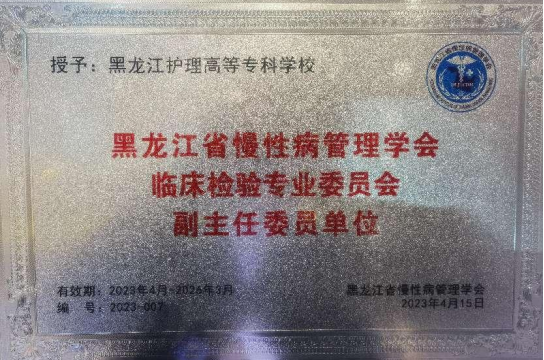 授予：黑龙江护理高等专科学校
黑龙江省慢性病管理学会
临床检验专业委员会
副主任委员单位
有效期：2023年4月-2026年3月
编 号：2023-007
黑龙江省慢性病管理学会
2023年4月15日